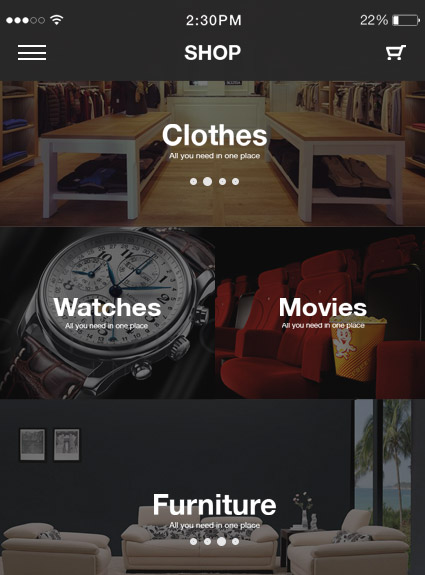 2:30PM
22%
SHOP
Clothes
All you need in one place
Watches
All you need in one place
Movies
All you need in one place
Furniture
All you need in one place